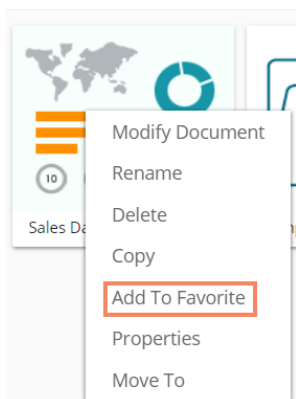 10
Modify Document
Rename
Delete
Sales Da
Copy
Add To Favorite
Properties
Move To